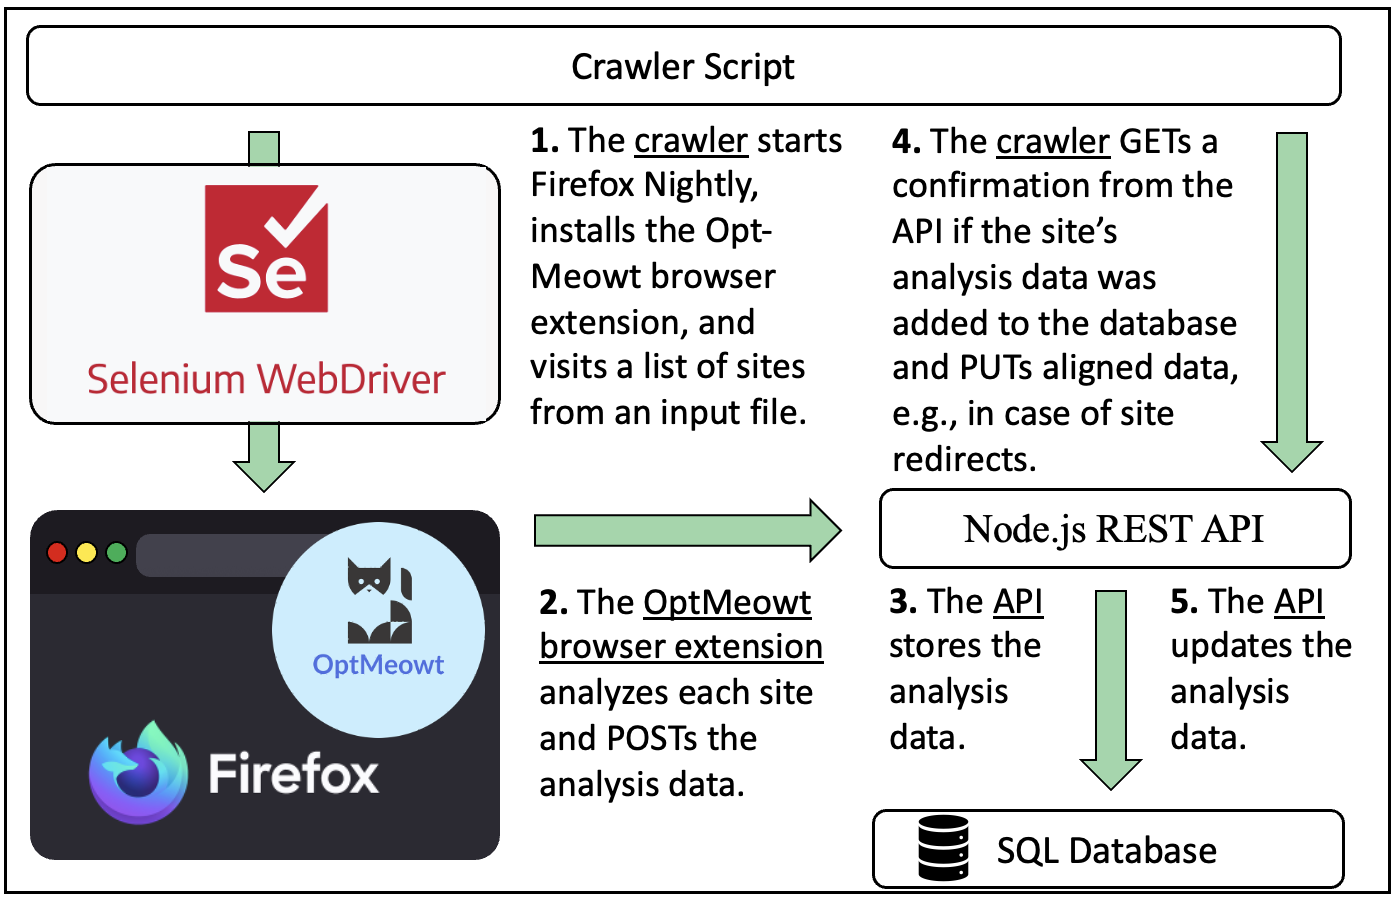 Crawler Script
Se
Selenium WebDriver
1. The crawler starts
Firefox Nightly,
installs the Opt-
Meowt browser
extension, and
visits a list of sites
from an input file.
4. The crawler GETs a
confirmation from the
API if the site’s
analysis data was
added to the database
and PUTs aligned data,
e.g., in case of site
redirects.
OptMeowt
Firefox
2. The OptMeowt
browser extension
analyzes each site
and POSTs the
analysis data.
Node.js REST API
3. The API
stores the
analysis
data.
5. The API
updates the
analysis
data.
SQL Database